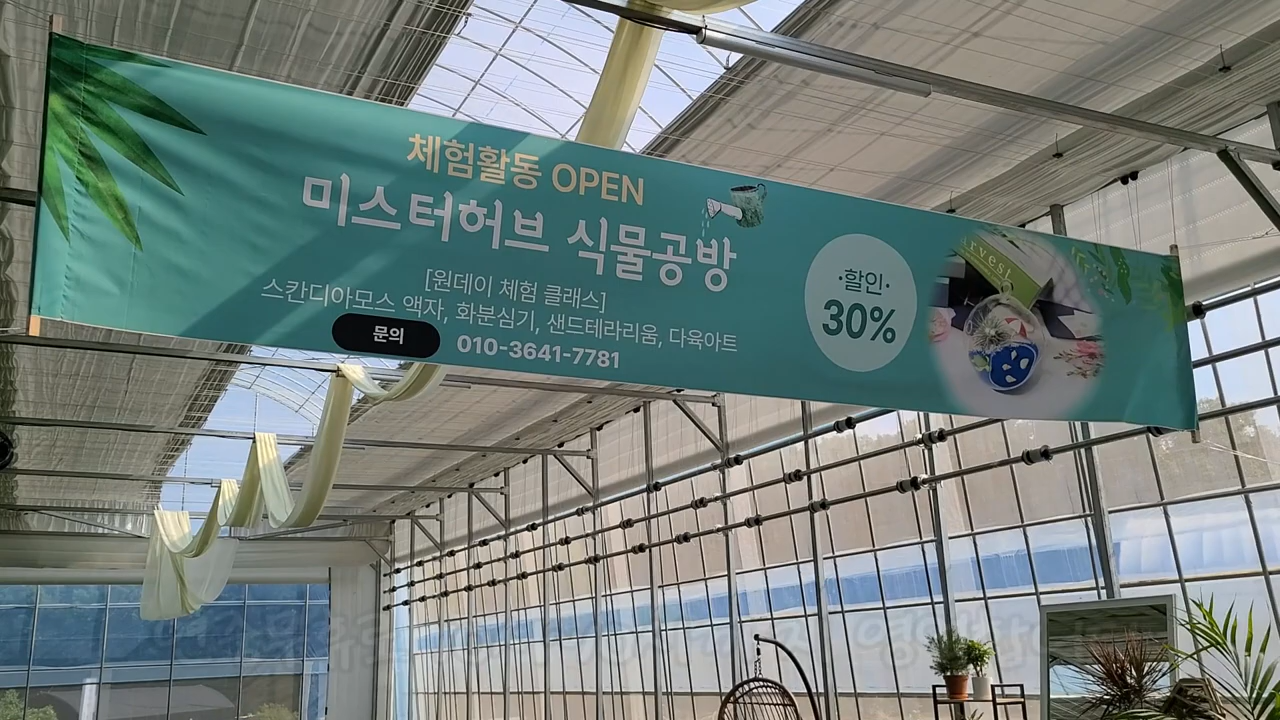 체험활동 OPEN
미스터허브 식물공방
[원데이 체험 클래스]
스칸디아모스 액자, 화분심기, 샌드테라리움, 다육아트
문의 010-3641-7781
·할인·
30%